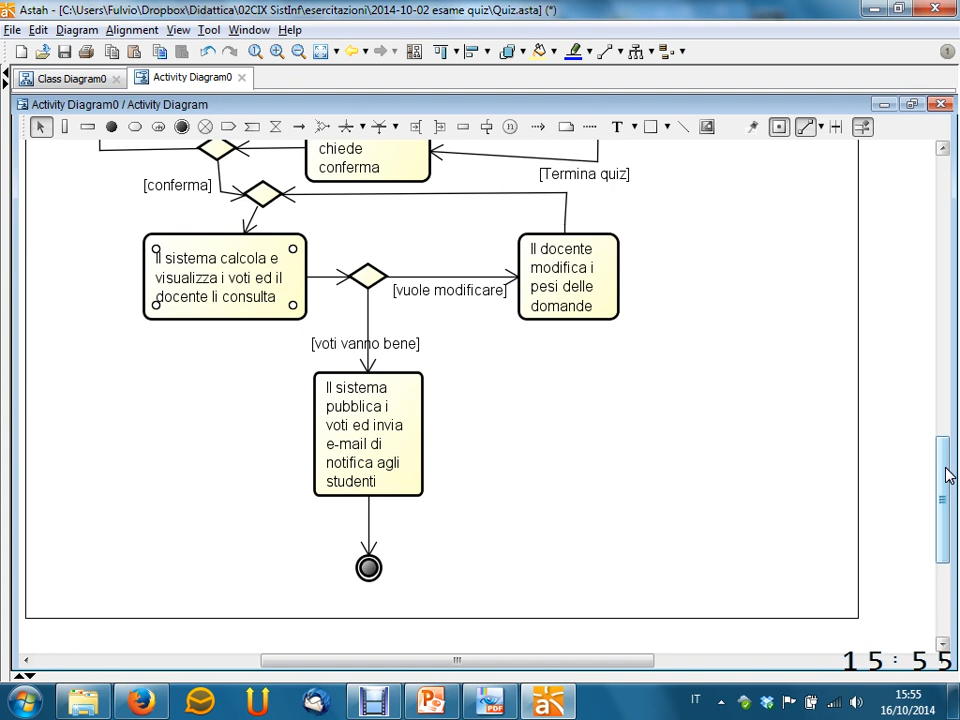 Astah - [C:\Users\Fulvio\Dropbox\Didattica\02CIX SistInf\esercitazioni\2014-10-02 esame quiz\Quiz.asta] (*)
File Edit Diagram Alignment View Tool Window Help
1
Class Diagram0
Activity Diagram0
Activity Diagram0 / Activity Diagram
n
T
chiede
conferma
[Termina quiz]
[conferma]
Il sistema calcola e
visualizza i voti ed il
docente li consulta
[vuole modificare]
Il docente
modifica i
pesi delle
domande
[voti vanno bene]
Il sistema
pubblica i
voti ed invia
e-mail di
notifica agli
studenti
15:55
PDF
IT
15:55
16/10/2014